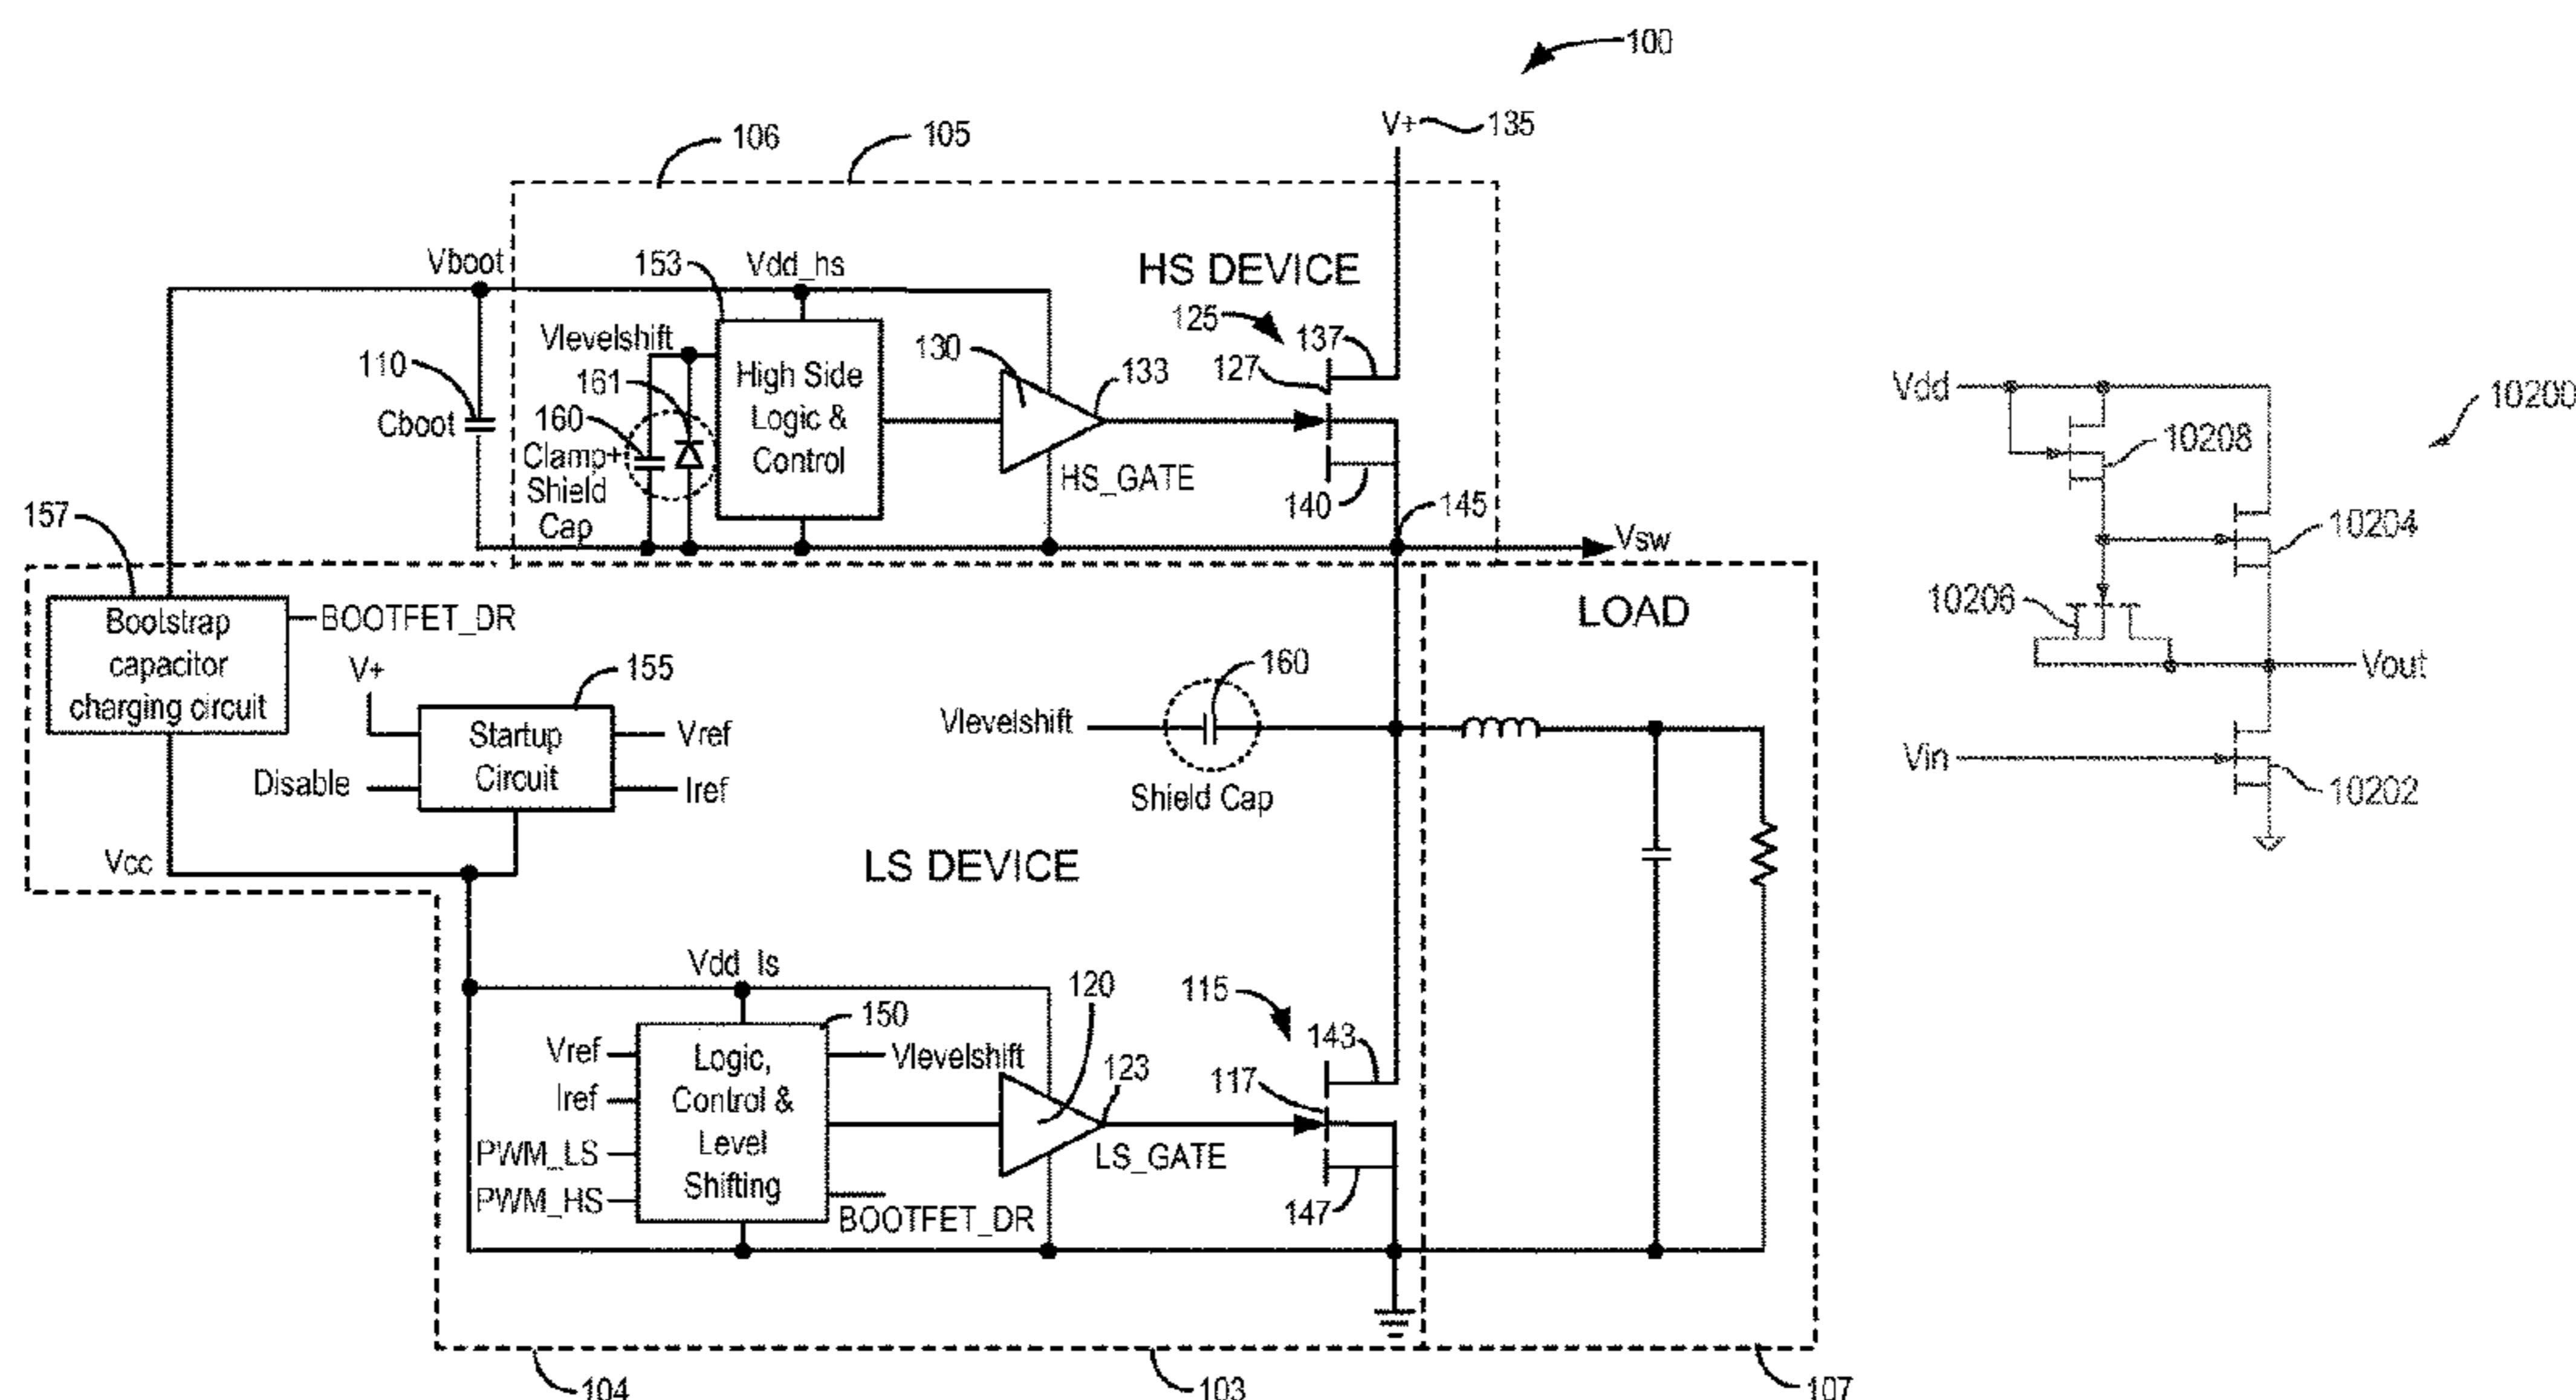 100
V+
135
106
105
Vboot
153
Vdd_hs
HS DEVICE
125
137
Vlevelshift
130
133
127
110
161
High Side
Logic &
Control
160
Cboot
Clamp+
Shield
Cap
HS_GATE
140
145
Vsw
157
Bootstrap
capacitor
charging circuit
BOOTFET_DR
V+
155
Startup
Circuit
Vref
Disable
Iref
Vlevelshift
160
Shield Cap
LOAD
Vcc
LS DEVICE
Vdd_ls
120
115
150
Vref
Iref
PWM_LS
PWM_HS
Logic,
Control &
Level
Shifting
Vlevelshift
123
117
143
LS_GATE
147
BOOTFET_DR
104
103
107
Vdd
10200
10208
10204
10206
Vout
Vin
10202